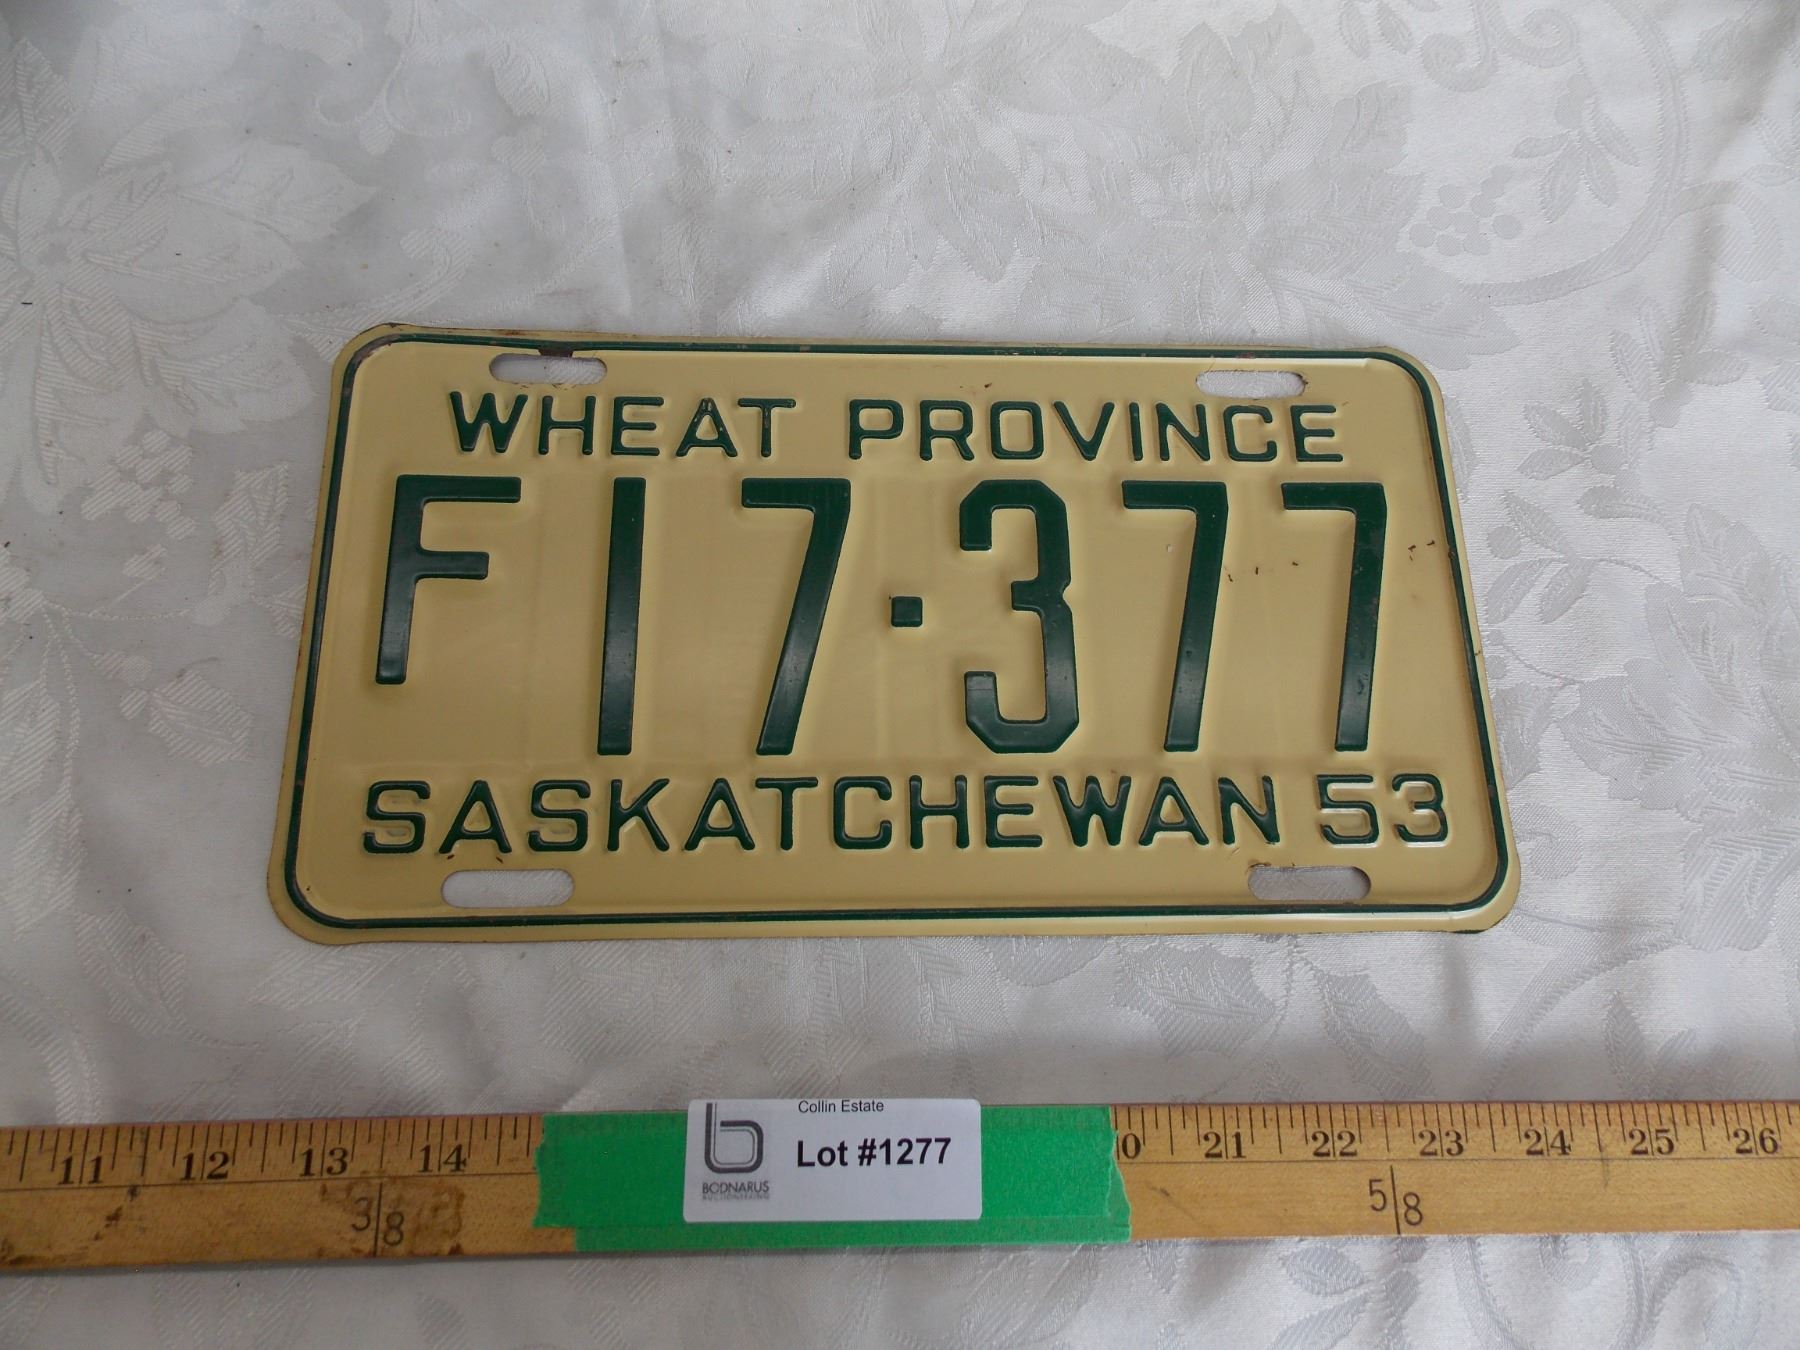 WHEAT PROVINCE
F17·377
SASKATCHEWAN 53
Collin Estate
Lot #1277
BODNARUS
AUCTIONEERING
11 12 13 14 0 21 22 23 24 25 26
3/8 5/8